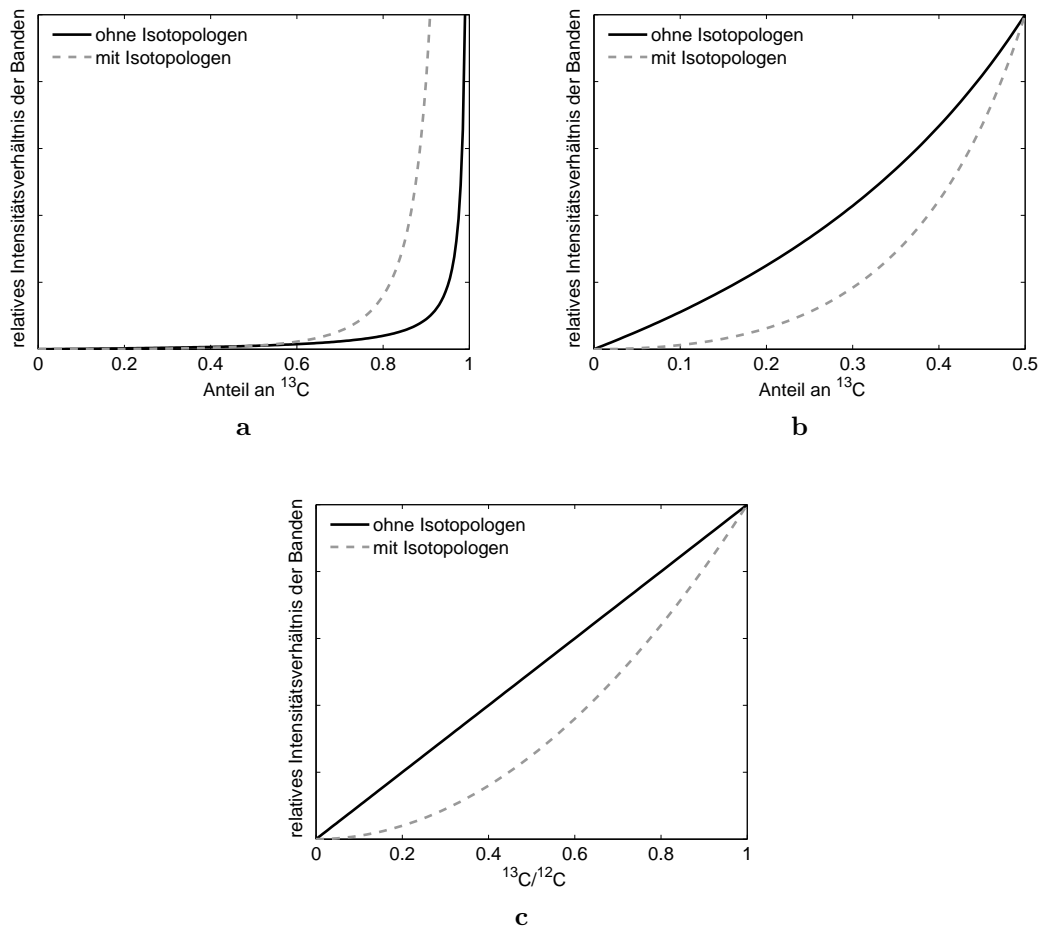 relatives Intensitätsverhältnis der Banden
ohne Isotopologen
mit Isotopologen
0 0.2 0.4 0.6 0.8 1
Anteil an ¹³C
a
relatives Intensitätsverhältnis der Banden
ohne Isotopologen
mit Isotopologen
0 0.1 0.2 0.3 0.4 0.5
Anteil an ¹³C
b
relatives Intensitätsverhältnis der Banden
ohne Isotopologen
mit Isotopologen
0 0.2 0.4 0.6 0.8 1
¹³C/¹²C
c